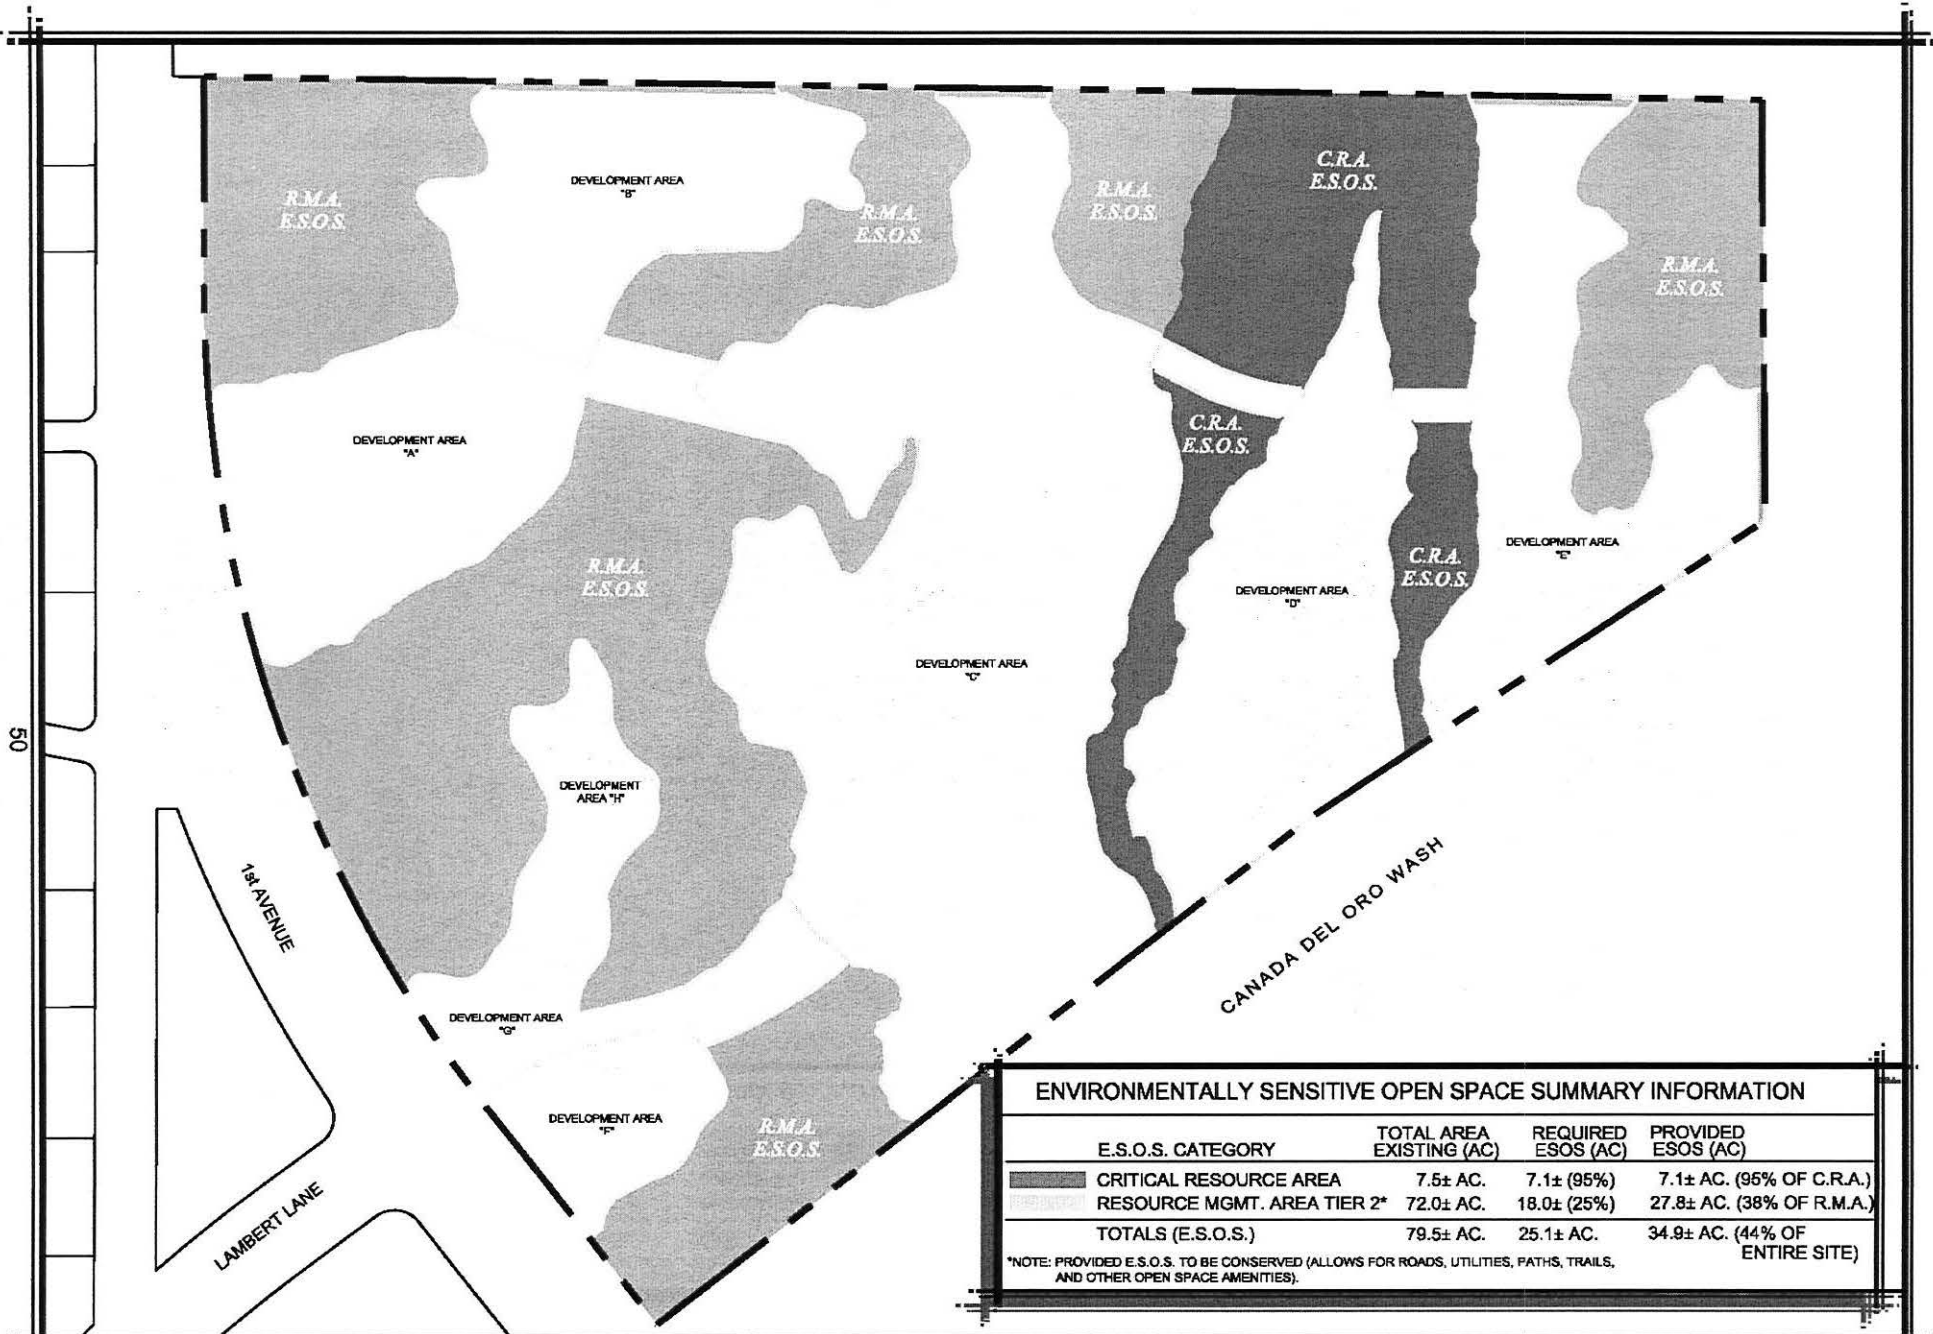 C.R.A.
E.S.O.S.
R.M.A.
E.S.O.S.
DEVELOPMENT AREA
"B"
R.M.A.
E.S.O.S.
R.M.A.
E.S.O.S.
R.M.A.
E.S.O.S.
DEVELOPMENT AREA
"A"
C.R.A.
E.S.O.S.
R.M.A.
E.S.O.S.
DEVELOPMENT AREA
"D"
C.R.A.
E.S.O.S.
DEVELOPMENT AREA
"E"
DEVELOPMENT AREA
"C"
50
DEVELOPMENT
AREA "H"
1st AVENUE
CANADA DEL ORO WASH
DEVELOPMENT AREA
"G"
DEVELOPMENT AREA
"F"
R.M.A.
E.S.O.S.
LAMBERT LANE
ENVIRONMENTALLY SENSITIVE OPEN SPACE SUMMARY INFORMATION
E.S.O.S. CATEGORY TOTAL AREA EXISTING (AC) REQUIRED ESOS (AC) PROVIDED ESOS (AC)
CRITICAL RESOURCE AREA 7.5± AC. 7.1± (95%) 7.1± AC. (95% OF C.R.A.)
RESOURCE MGMT. AREA TIER 2* 72.0± AC. 18.0± (25%) 27.8± AC. (38% OF R.M.A.)
TOTALS (E.S.O.S.) 79.5± AC. 25.1± AC. 34.9± AC. (44% OF
ENTIRE SITE)
*NOTE: PROVIDED E.S.O.S. TO BE CONSERVED (ALLOWS FOR ROADS, UTILITIES, PATHS, TRAILS,
AND OTHER OPEN SPACE AMENITIES).